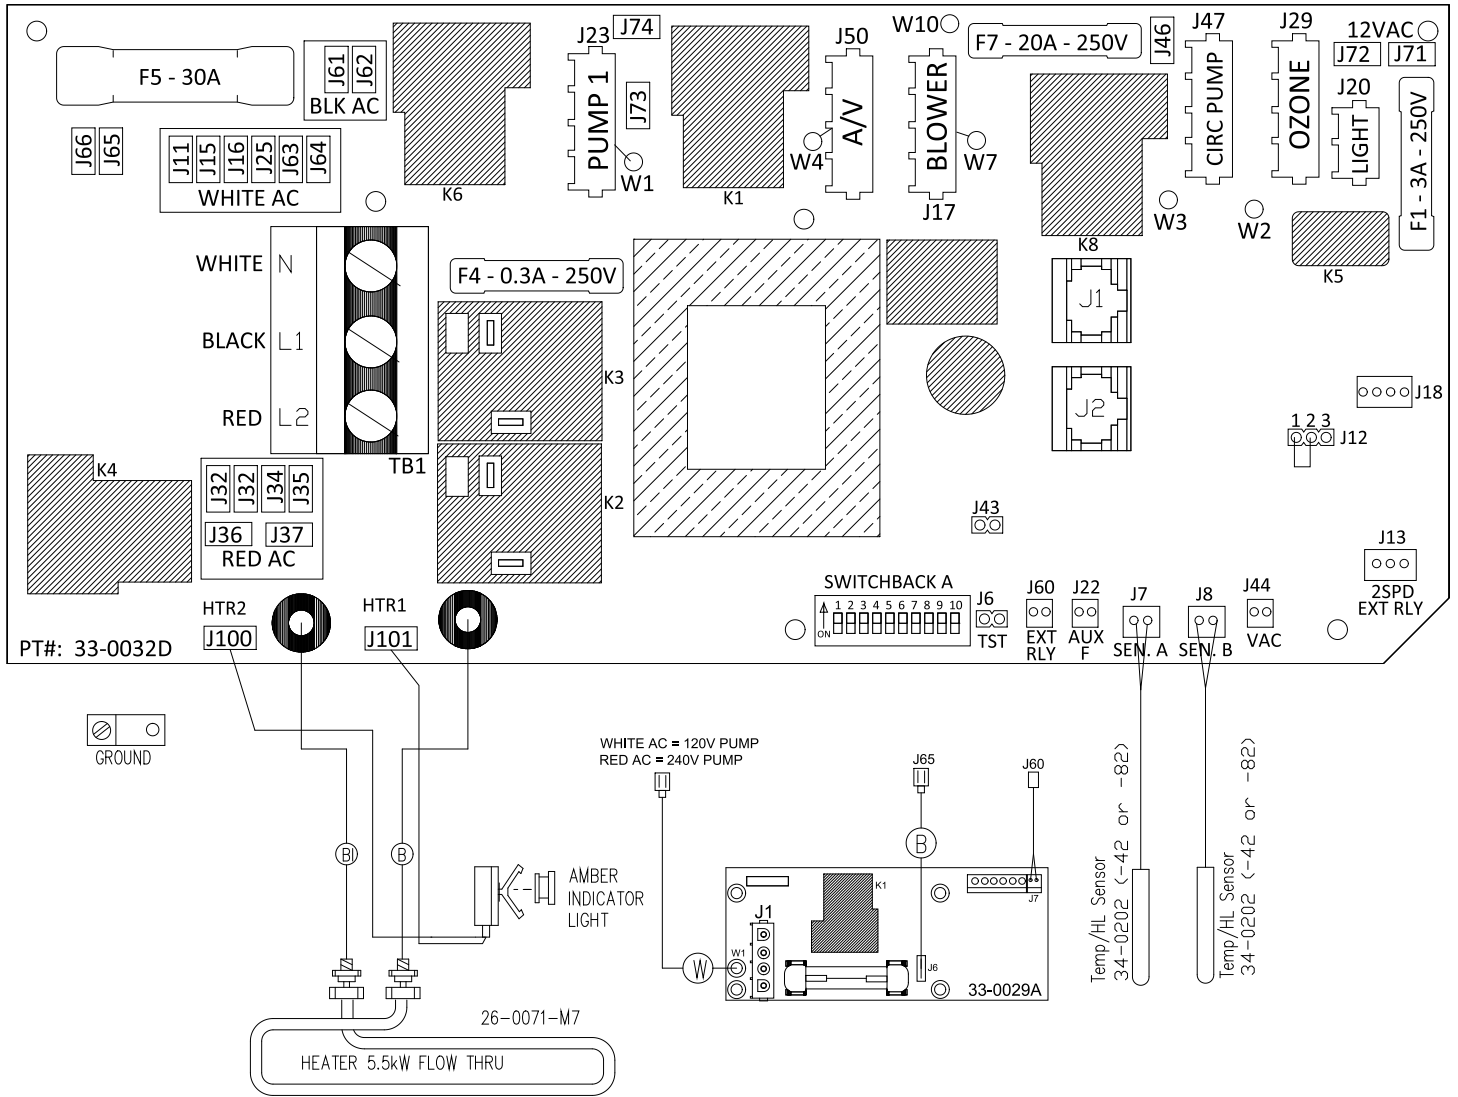 J74
J23
W10
F7 - 20A - 250V
J46
J47
J29
12VAC
J72
J71
J50
F5 - 30A
J61
J62
BLK AC
J73
PUMP 1
A/V
BLOWER
CIRC PUMP
OZONE
J20
LIGHT
F1 - 3A - 250V
J66
J65
J11
J15
J16
J25
J63
J64
WHITE AC
K6
W1
K1
W4
W7
J17
W3
W2
K8
K5
WHITE N
F4 - 0.3A - 250V
BLACK L1
J1
K3
RED L2
J2
J18
1 2 3
J12
TB1
K4
J32
J32
J34
J35
J36
J37
RED AC
K2
J43
J13
2SPD
EXT RLY
SWITCHBACK A
1 2 3 4 5 6 7 8 9 10
ON
J6
TST
J60
EXT
RLY
J22
AUX
F
J7
SEN. A
J8
SEN. B
J44
VAC
HTR2
J100
HTR1
J101
PT#: 33-0032D
GROUND
WHITE AC = 120V PUMP
RED AC = 240V PUMP
J65
J60
BI
B
B
AMBER
INDICATOR
LIGHT
K1
J7
J1
W1
W
J6
33-0029A
Temp/HL Sensor
34-0202 (-42 or -82)
Temp/HL Sensor
34-0202 (-42 or -82)
26-0071-M7
HEATER 5.5kW FLOW THRU